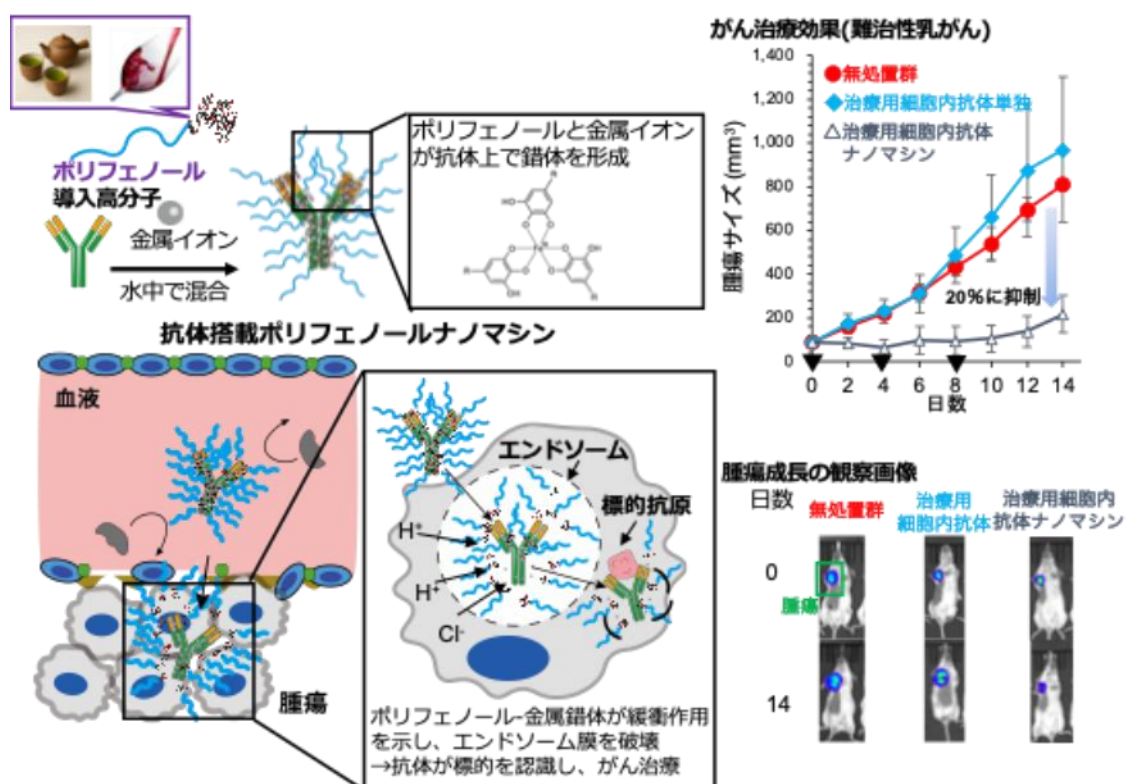 ポリフェノール
導入高分子
金属イオン
水中で混合
ポリフェノールと金属イオン
が抗体上で錯体を形成
抗体搭載ポリフェノールナノマシン
血液
腫瘍
エンドソーム
標的抗原
H⁺
H⁺
Cl⁻
ポリフェノール-金属錯体が緩衝作用
を示し、エンドソーム膜を破壊
→抗体が標的を認識し、がん治療
がん治療効果(難治性乳がん)
無処置群
治療用細胞内抗体単独
治療用細胞内抗体
ナノマシン
腫瘍サイズ (mm³)
1,400
1,200
1,000
800
600
400
200
0
20%に抑制
0 2 4 6 8 10 12 14
日数
腫瘍成長の観察画像
日数
無処置群
治療用
細胞内抗体
治療用細胞内
抗体ナノマシン
0
腫瘍
14